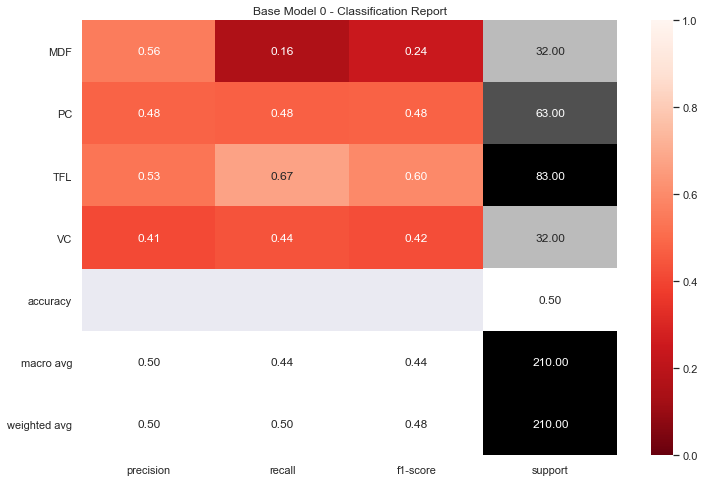 Base Model 0 - Classification Report
MDF 0.56 0.16 0.24 32.00
PC 0.48 0.48 0.48 63.00
TFL 0.53 0.67 0.60 83.00
VC 0.41 0.44 0.42 32.00
accuracy 0.50
macro avg 0.50 0.44 0.44 210.00
weighted avg 0.50 0.50 0.48 210.00
precision recall f1-score support
1.0
0.8
0.6
0.4
0.2
0.0